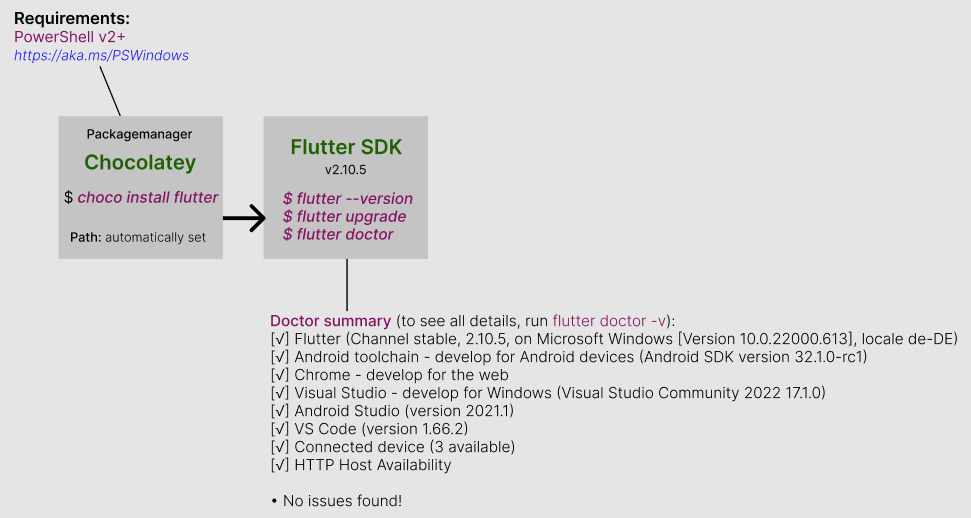 Requirements:
PowerShell v2+
https://aka.ms/PSWindows
Packagemanager
Chocolatey
$ choco install flutter
Path: automatically set
Flutter SDK
v2.10.5
$ flutter --version
$ flutter upgrade
$ flutter doctor
Doctor summary (to see all details, run flutter doctor -v):
[√] Flutter (Channel stable, 2.10.5, on Microsoft Windows [Version 10.0.22000.613], locale de-DE)
[√] Android toolchain - develop for Android devices (Android SDK version 32.1.0-rc1)
[√] Chrome - develop for the web
[√] Visual Studio - develop for Windows (Visual Studio Community 2022 17.1.0)
[√] Android Studio (version 2021.1)
[√] VS Code (version 1.66.2)
[√] Connected device (3 available)
[√] HTTP Host Availability
• No issues found!